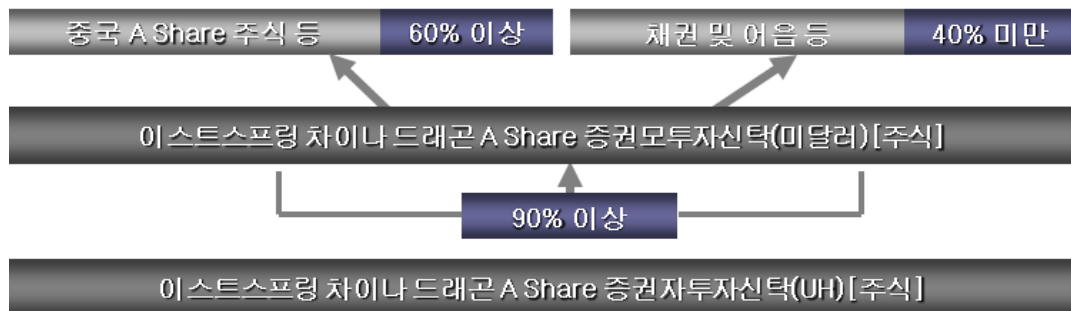 중국 A Share 주식 등 60% 이상 채권 및 어음 등 40% 미만
이스트스프링 차이나 드래곤 A Share 증권모투자신탁(미달러)[주식]
90% 이상
이스트스프링 차이나 드래곤 A Share 증권자투자신탁(UH)[주식]